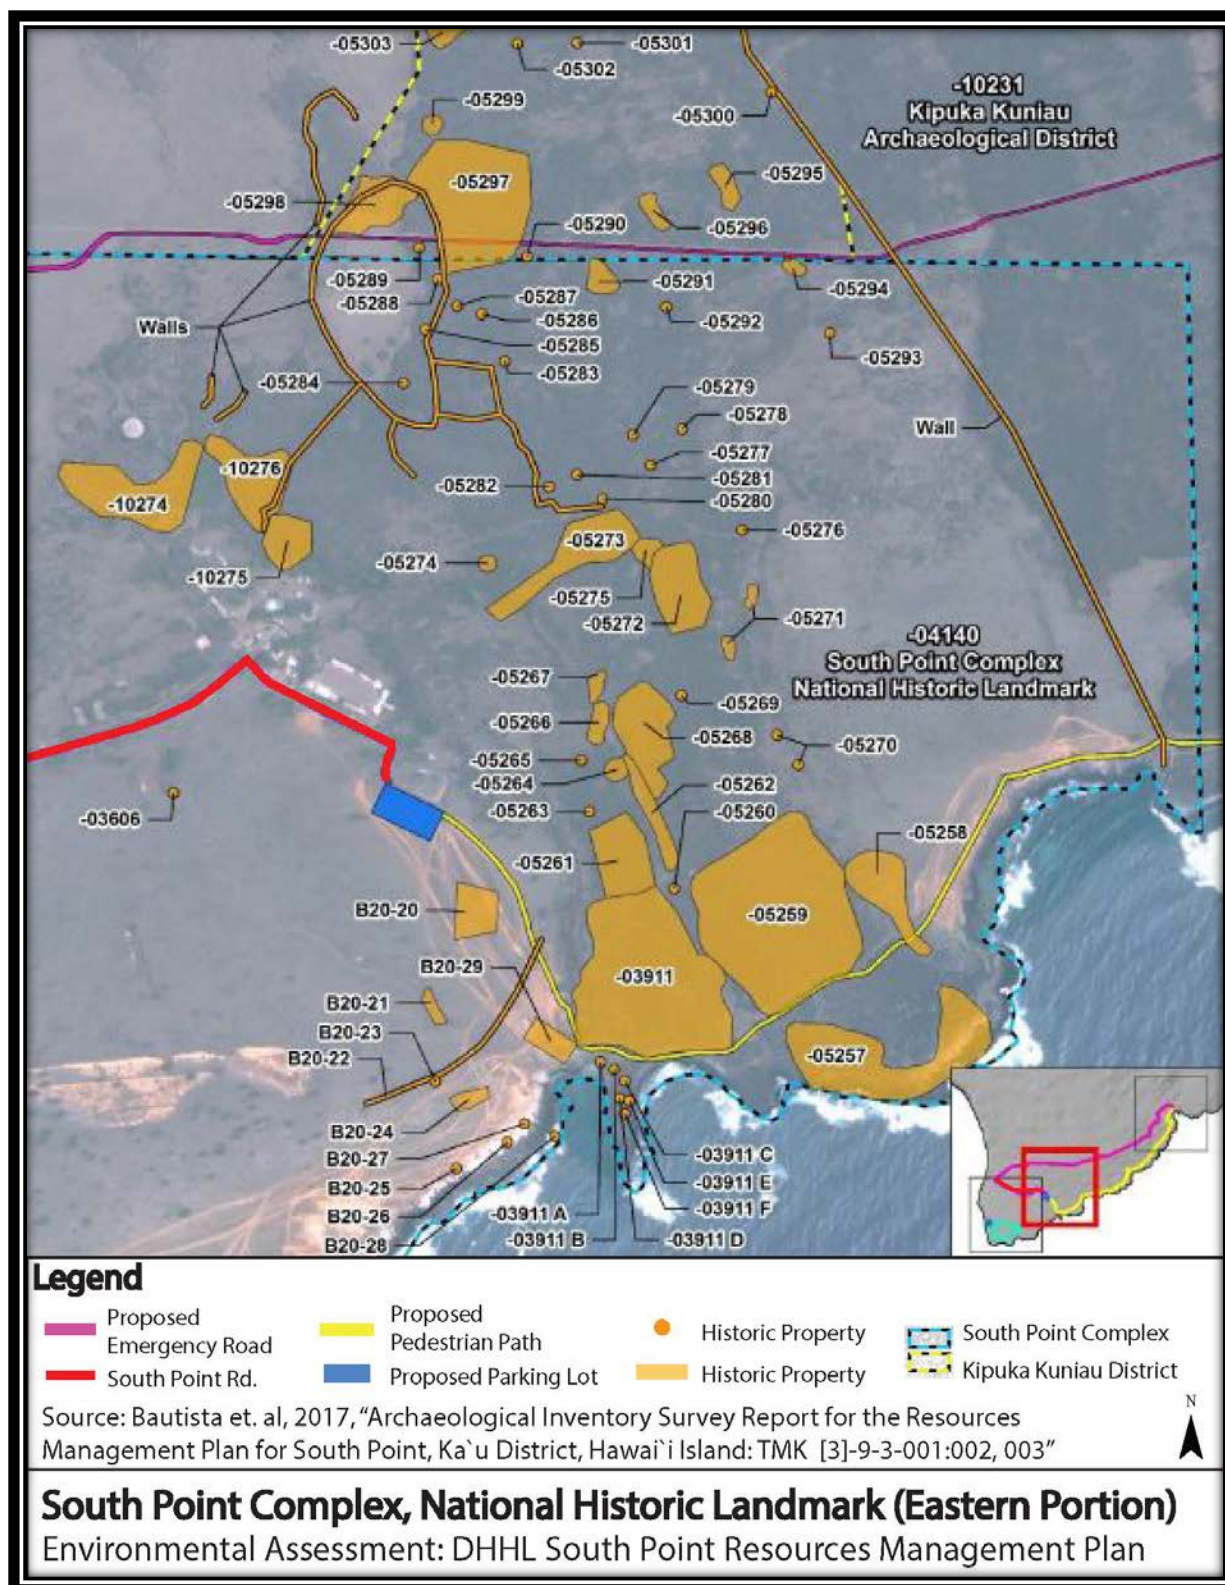 -05303
-05301
-05302
-05299
-05300
-10231
Kipuka Kuniau
Archaeological District
-05297
-05295
-05298
-05290
-05296
-05289
-05288
-05291
-05294
-05287
-05286
-05292
Walls
-05285
-05293
-05284
-05283
-05279
-05278
Wall
-05277
-10276
-05281
-05282
-10274
-05280
-05276
-05273
-05274
-10275
-05275
-05272
-05271
-04140
South Point Complex
National Historic Landmark
-05267
-05269
-05266
-05268
-05270
-05265
-05264
-05262
-03606
-05263
-05260
-05258
-05261
B20-20
-05259
B20-29
-03911
B20-21
B20-23
B20-22
-05257
B20-24
B20-27
-03911 C
B20-25
-03911 E
B20-26
-03911 A
-03911 F
B20-28
-03911 B
-03911 D
Legend
Proposed
Emergency Road
South Point Rd.
Proposed
Pedestrian Path
Proposed Parking Lot
Historic Property
Historic Property
South Point Complex
Kipuka Kuniau District
N
Source: Bautista et. al, 2017, “Archaeological Inventory Survey Report for the Resources
Management Plan for South Point, Ka`u District, Hawai`i Island: TMK [3]-9-3-001:002, 003”
South Point Complex, National Historic Landmark (Eastern Portion)
Environmental Assessment: DHHL South Point Resources Management Plan